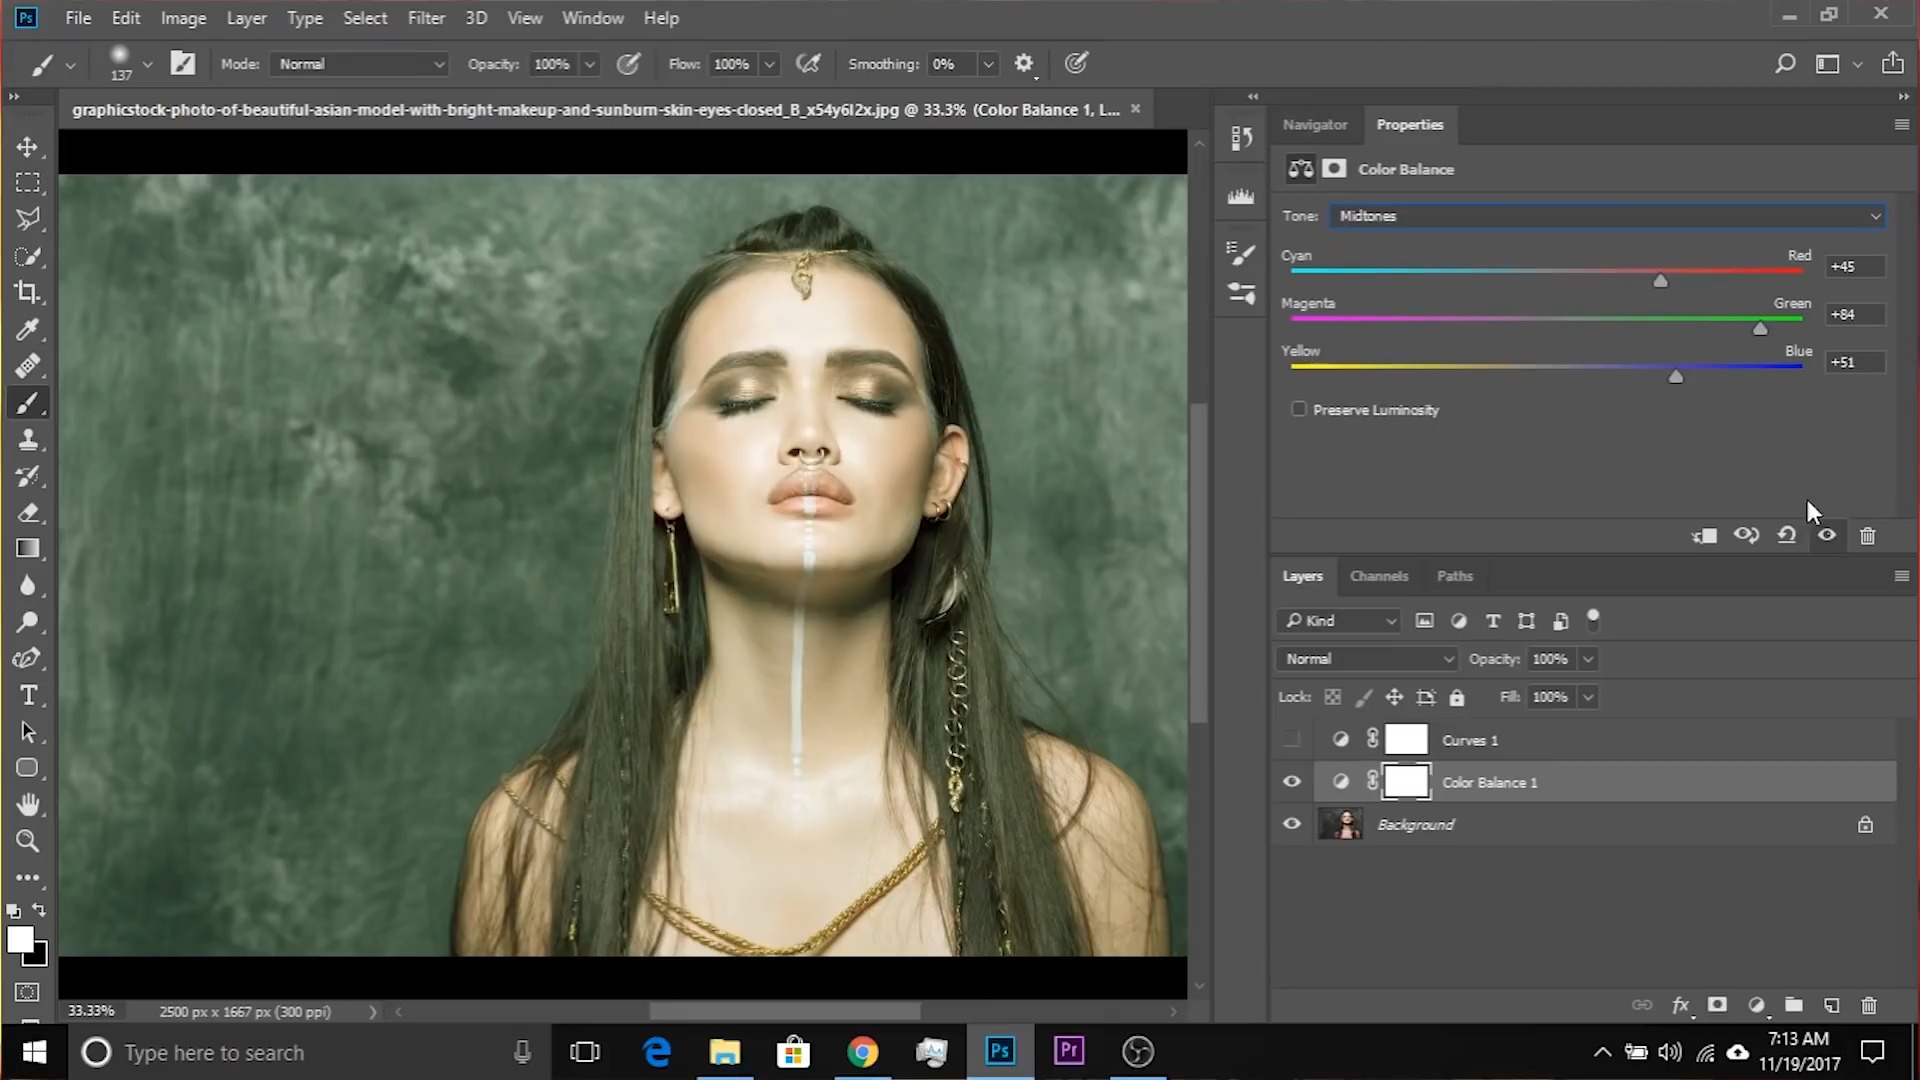 Ps File Edit Image Layer Type Select Filter 3D View Window Help
137 Mode: Normal Opacity: 100% Flow: 100% Smoothing: 0%
graphicstock-photo-of-beautiful-asian-model-with-bright-makeup-and-sunburn-skin-eyes-closed_B_x54y6I2x.jpg @ 33.3% (Color Balance 1, L...
Navigator Properties
Color Balance
Tone: Midtones
Cyan Red +45
Magenta Green +84
Yellow Blue +51
Preserve Luminosity
Layers Channels Paths
Kind
Normal Opacity: 100%
Lock: Fill: 100%
Curves 1
Color Balance 1
Background
fx
33.33% 2500 px x 1667 px (300 ppi)
Type here to search
Ps Pr
7:13 AM
11/19/2017